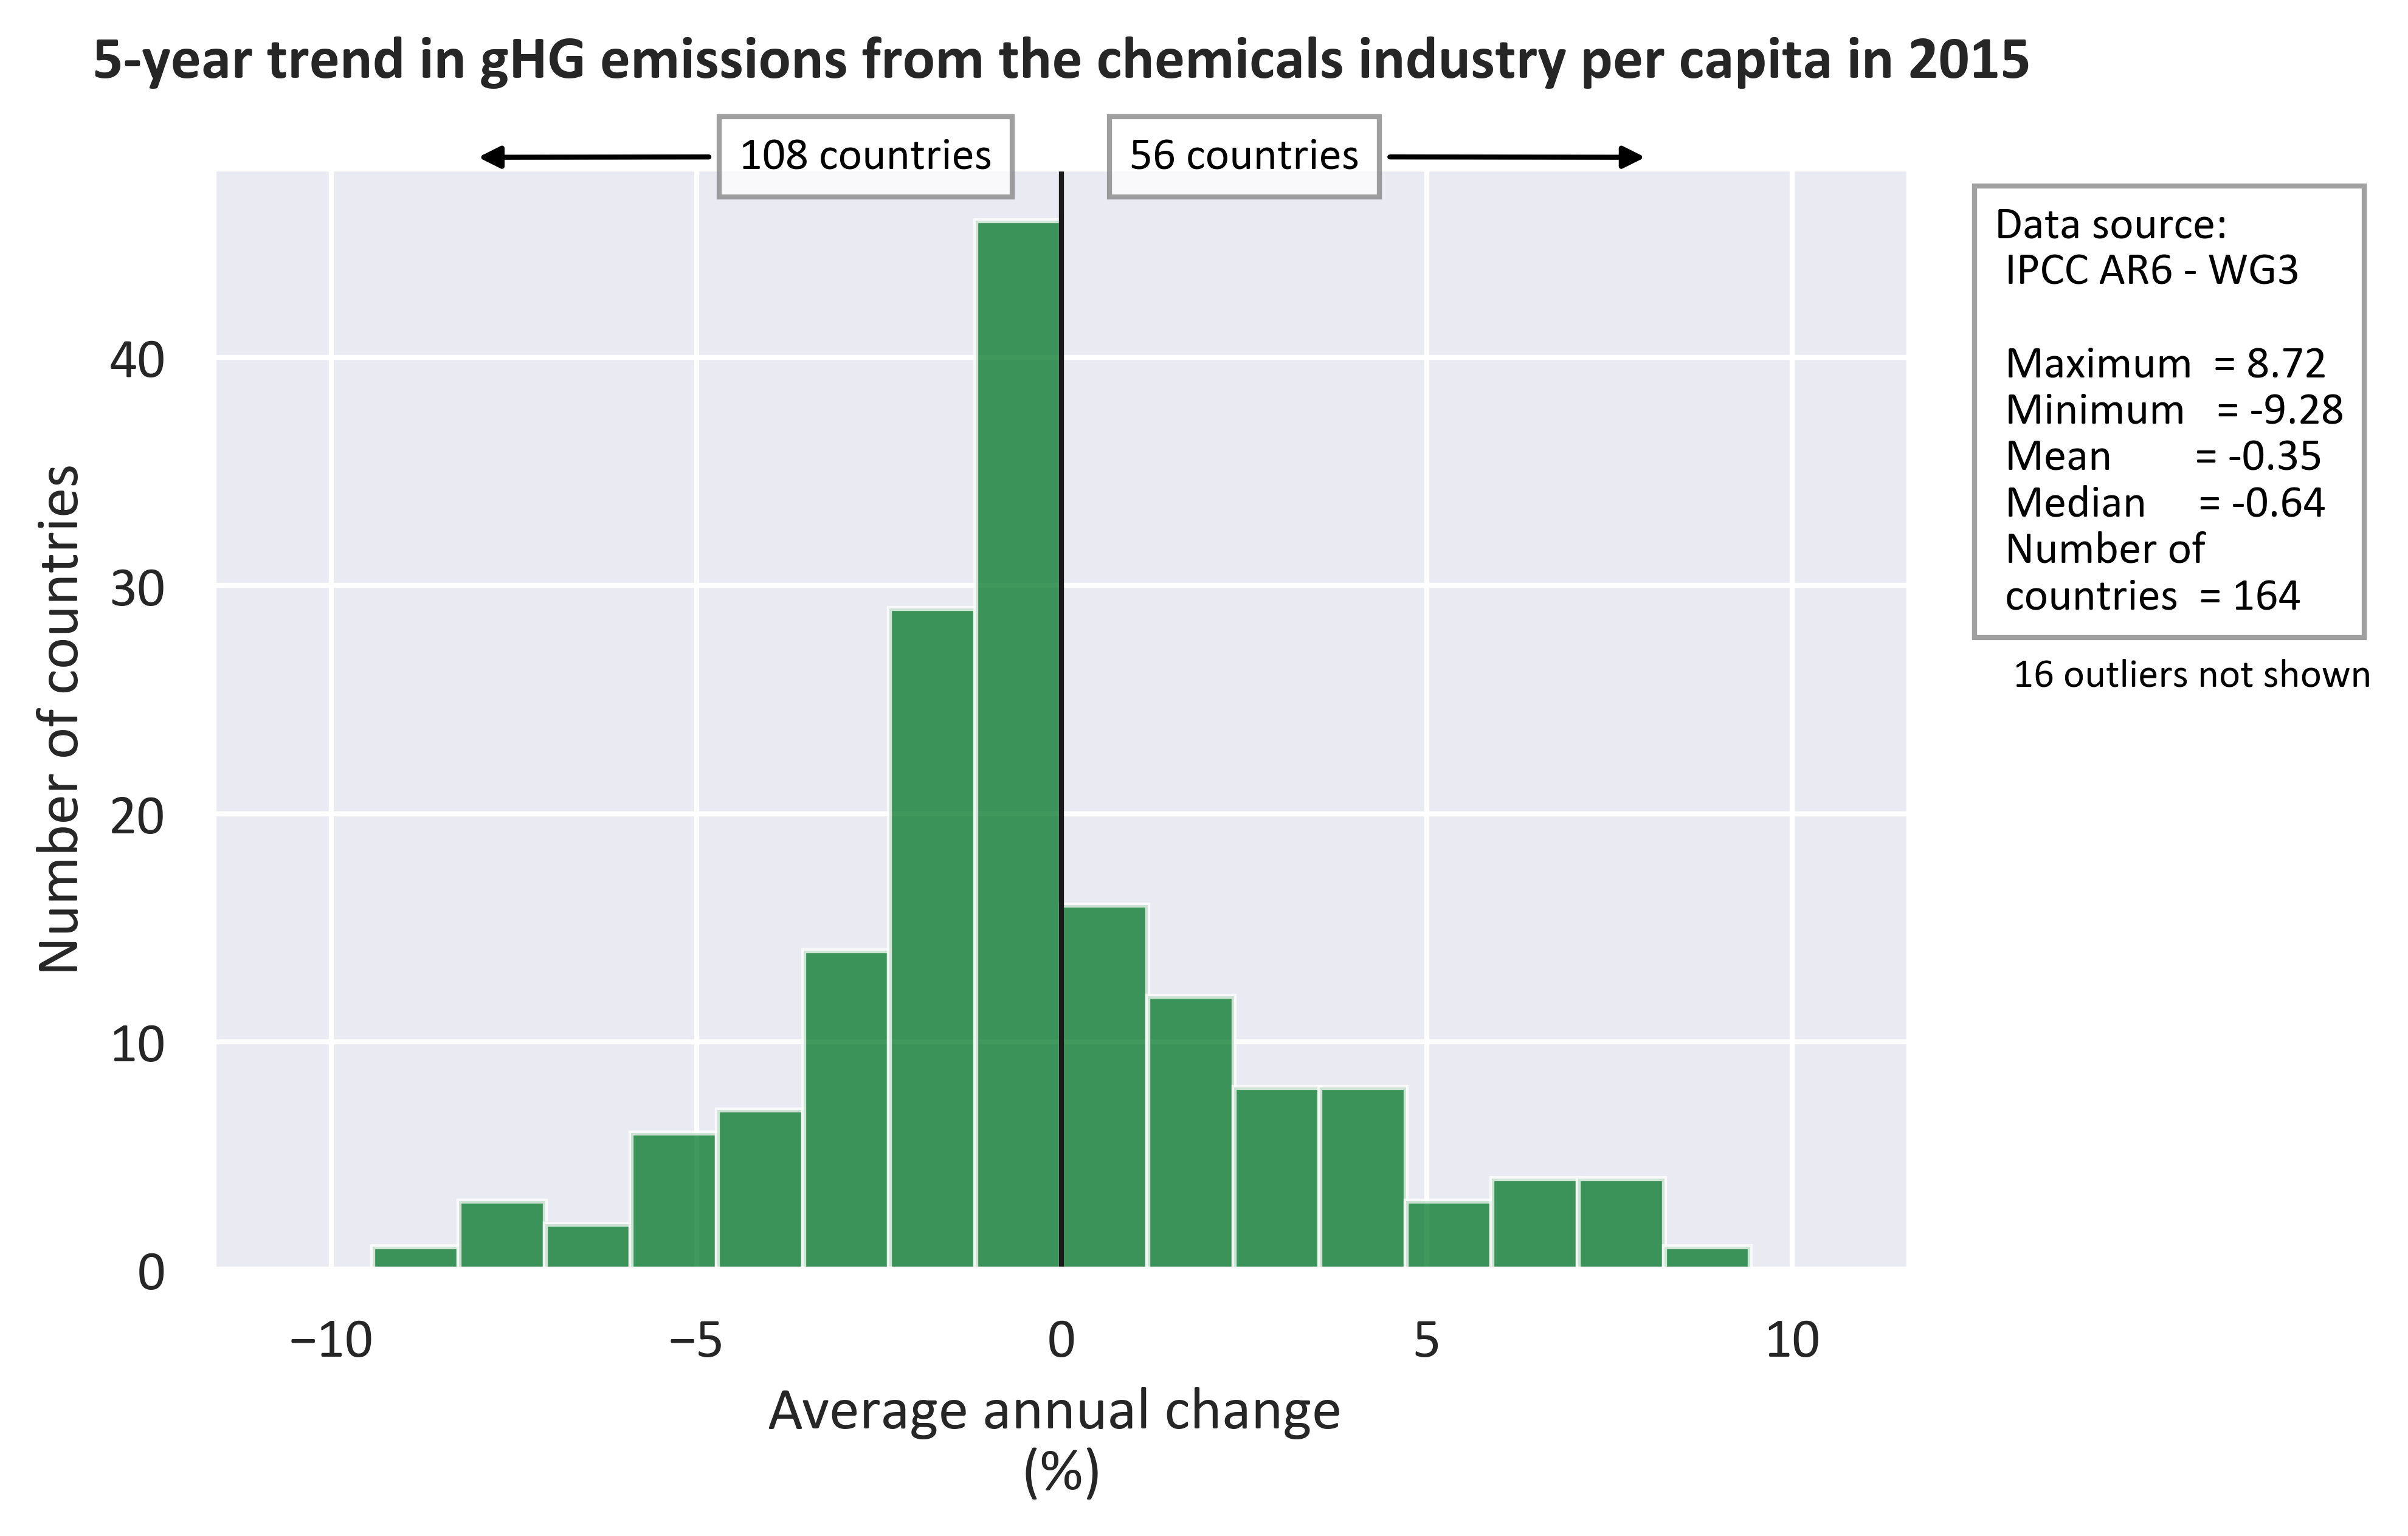 5-year trend in gHG emissions from the chemicals industry per capita in 2015
108 countries
56 countries
Data source:
IPCC AR6 - WG3
Maximum = 8.72
Minimum = -9.28
Mean = -0.35
Median = -0.64
Number of
countries = 164
16 outliers not shown
Number of countries
40
30
20
10
0
−10
−5
0
5
10
Average annual change
(%)